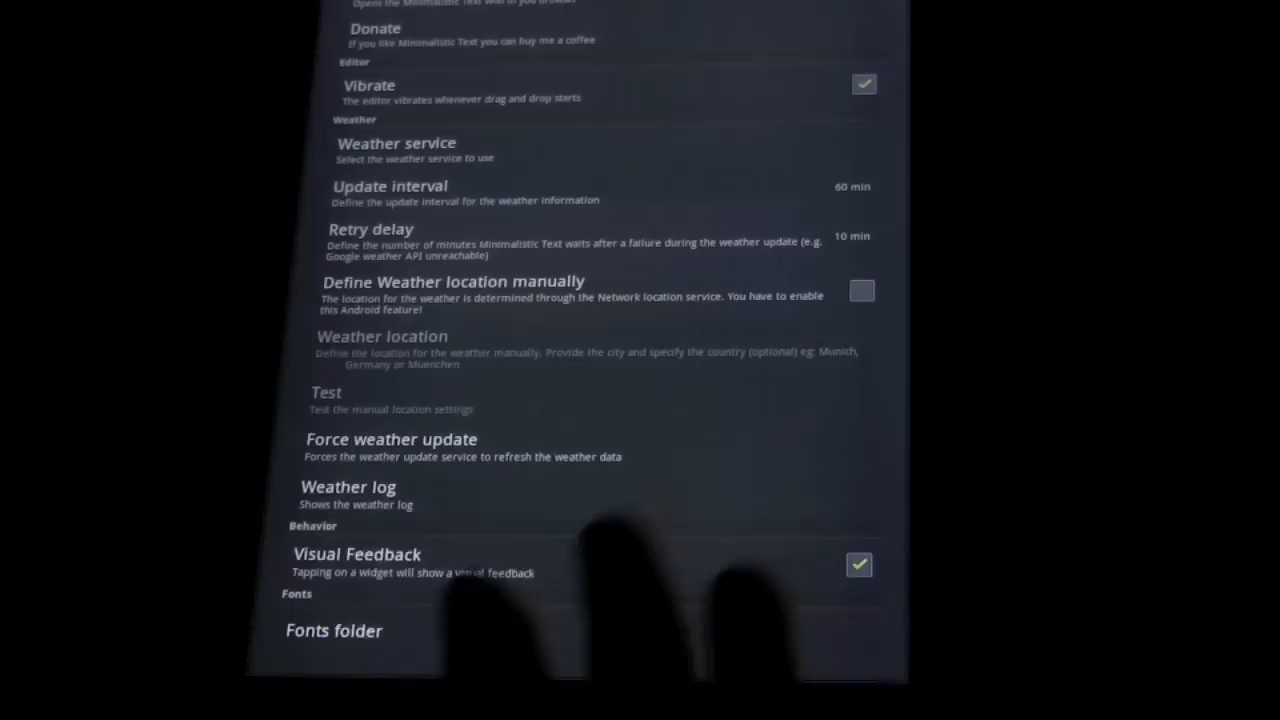 Opens the Minimalistic Text
Donate
If you like Minimalistic Text you can buy me a coffee
Editor
Vibrate
The editor vibrates whenever drag and drop starts
Weather
Weather service
Select the weather service to use
Update interval
60 min
Define the update interval for the weather information
Retry delay
10 min
Define the number of minutes Minimalistic Text waits after a failure during the weather update (e.g.
Google weather API unreachable)
Define Weather location manually
The location for the weather is determined through the Network location service. You have to enable
this Android feature!
Weather location
Define the location for the weather manually. Provide the city and specify the country (optional) eg: Munich,
Germany or Muenchen
Test
Test the manual location settings
Force weather update
Forces the weather update service to refresh the weather data
Weather log
Shows the weather log
Behavior
Visual Feedback
Tapping on a widget will show a visual feedback
Fonts
Fonts folder